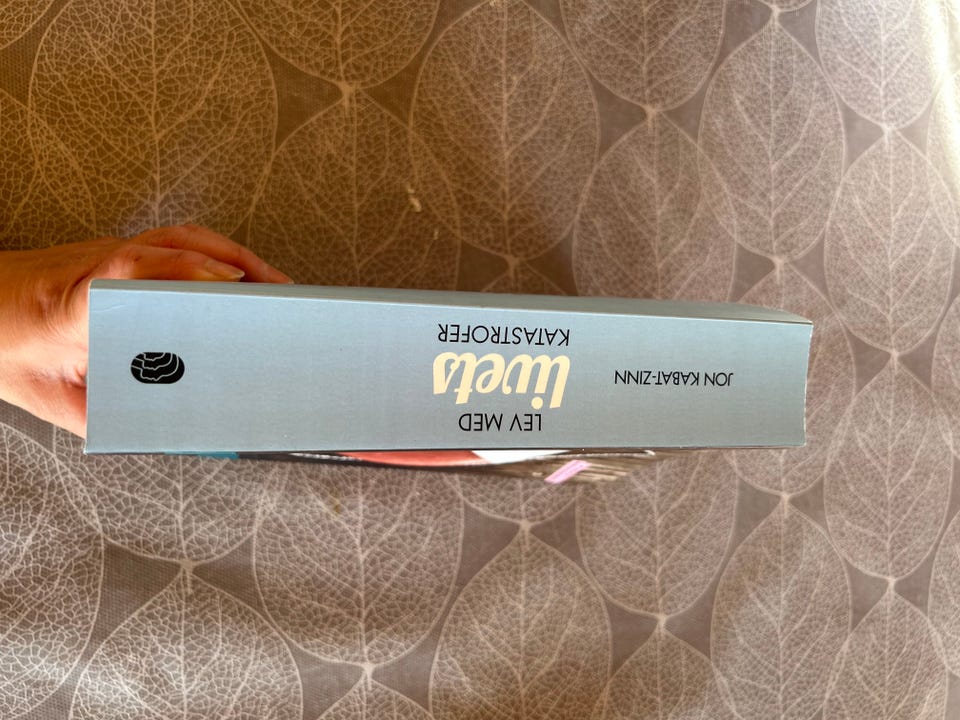 JON KABAT-ZINN
LEV MED
livets
KATASTROFER